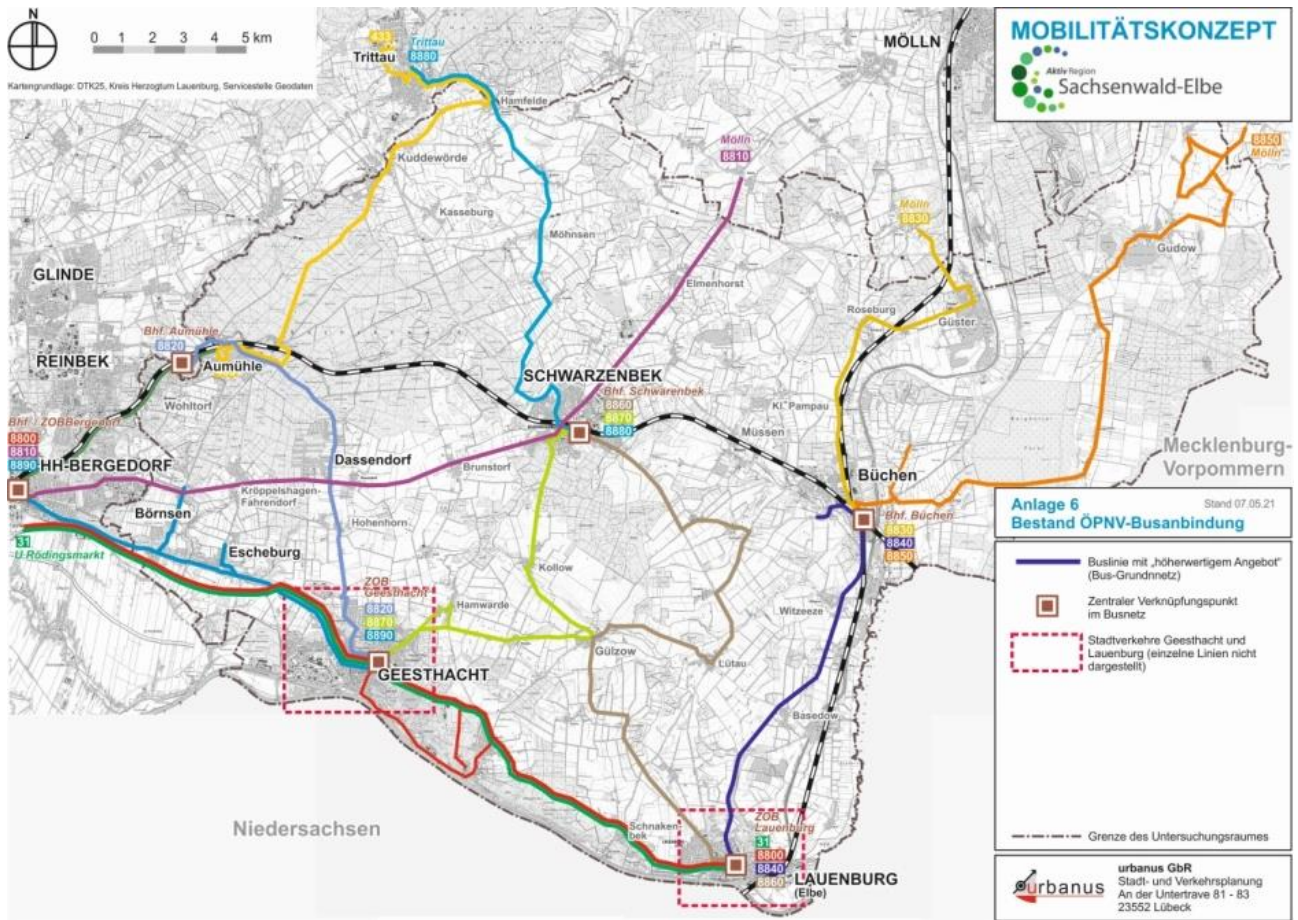 N
0 1 2 3 4 5 km
Kartengrundlage: DTK25, Kreis Herzogtum Lauenburg, Servicestelle Geodaten
433
Trittau
Trittau
8880
MÖLLN
MOBILITÄTSKONZEPT
Aktiv Region
Sachsenwald-Elbe
Hamfelde
Mölln
8810
8850
Mölln
Kuddewörde
Kasseburg
Möhnsen
Mölln
8830
Gudow
GLINDE
Elmenhorst
Roseburg
Güster
Bhf. Aumühle
8820
REINBEK
Aumühle
SCHWARZENBEK
Bhf. Schwarenbek
8860
8870
8880
Wohltorf
Kl. Pampau
Müssen
Bhf. / ZOBBergedorf
8800
8810
8890
HH-BERGEDORF
Dassendorf
Brunstorf
Kröppelshagen-
Fahrendorf
Büchen
Mecklenburg-
Vorpommern
Börnsen
Hohenhorn
Bhf. Büchen
8830
8840
8850
31
U Rödingsmarkt
Escheburg
Kollow
ZOB
Geesthacht
8820
8870
8890
Hamwarde
Witzeeze
Gülzow
Lütau
GEESTHACHT
Basedow
Niedersachsen
Schnaken-
bek
ZOB
Lauenburg
31
8800
8840
8860
LAUENBURG
(Elbe)
Anlage 6
Stand 07.05.21
Bestand ÖPNV-Busanbindung
Buslinie mit „höherwertigem Angebot"
(Bus-Grundnnetz)
Zentraler Verknüpfungspunkt
im Busnetz
Stadtverkehre Geesthacht und
Lauenburg (einzelne Linien nicht
dargestellt)
Grenze des Untersuchungsraumes
urbanus
urbanus GbR
Stadt- und Verkehrsplanung
An der Untertrave 81 - 83
23552 Lübeck